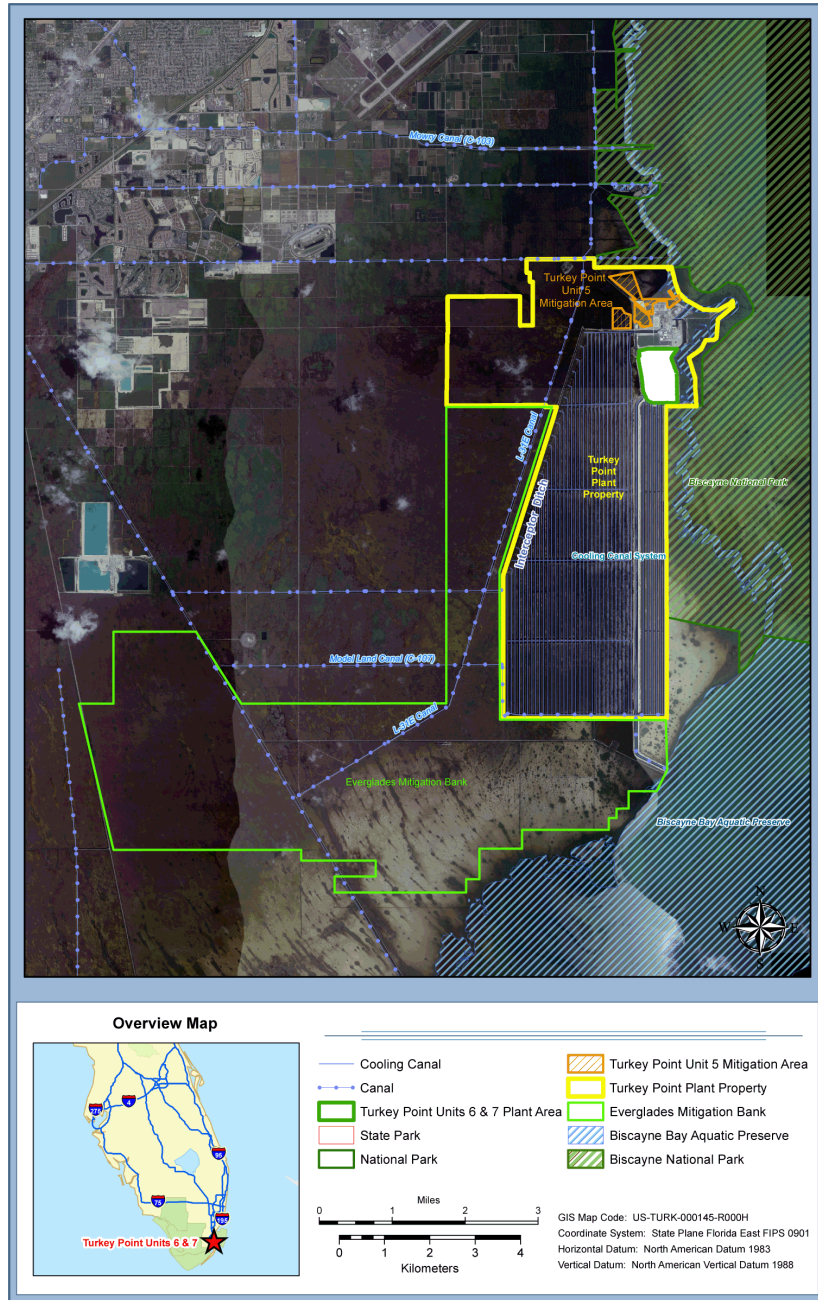 Mowry Canal (C-103)
Turkey Point
Unit 5
Mitigation Area
L-31E Canal
Turkey
Point
Plant
Property
Biscayne National Park
Interceptor Ditch
Cooling Canal System
Model Land Canal (C-107)
L-31E Canal
Everglades Mitigation Bank
Biscayne Bay Aquatic Preserve
N
W
E
S
Overview Map
4
275
95
75
195
Turkey Point Units 6 & 7
Cooling Canal
Canal
Turkey Point Units 6 & 7 Plant Area
State Park
National Park
Turkey Point Unit 5 Mitigation Area
Turkey Point Plant Property
Everglades Mitigation Bank
Biscayne Bay Aquatic Preserve
Biscayne National Park
Miles
0 1 2 3
0 1 2 3 4
Kilometers
GIS Map Code: US-TURK-000145-R000H
Coordinate System: State Plane Florida East FIPS 0901
Horizontal Datum: North American Datum 1983
Vertical Datum: North American Vertical Datum 1988